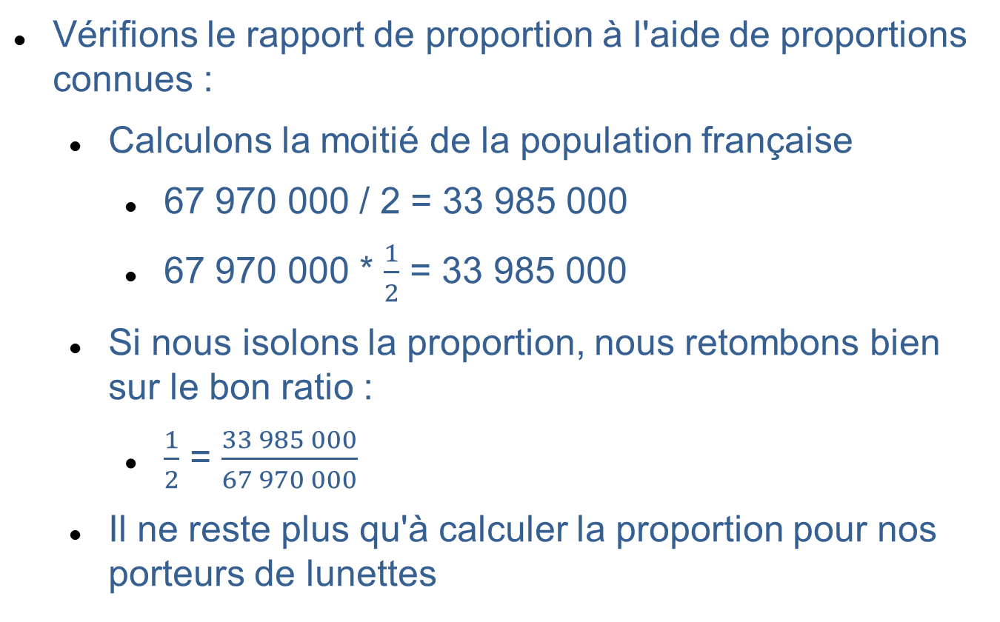 • Vérifions le rapport de proportion à l'aide de proportions
connues :
• Calculons la moitié de la population française
• 67 970 000 / 2 = 33 985 000
• 67 970 000 * 1/2 = 33 985 000
• Si nous isolons la proportion, nous retombons bien
sur le bon ratio :
• 1/2 = 33 985 000/67 970 000
• Il ne reste plus qu'à calculer la proportion pour nos
porteurs de lunettes